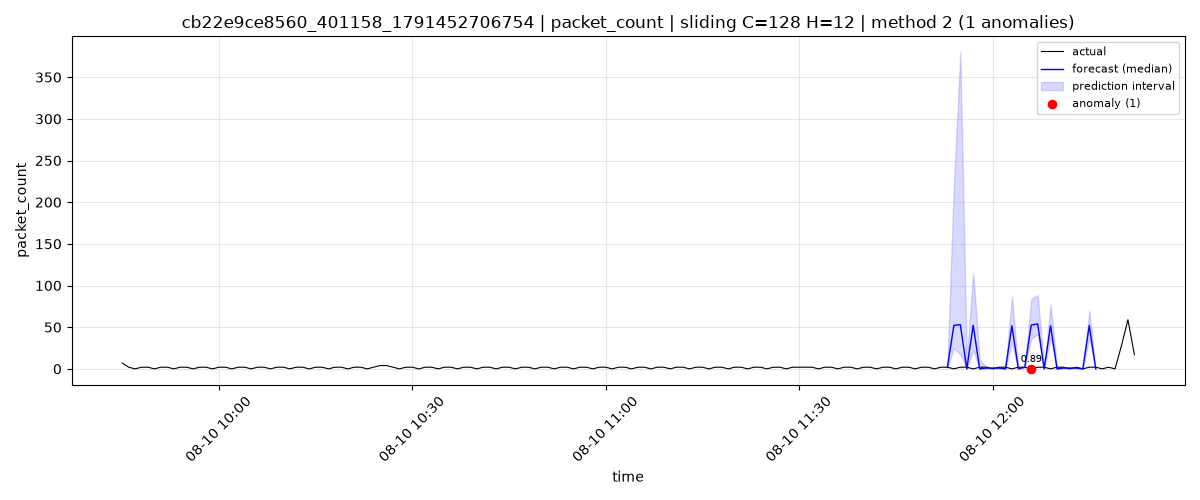 cb22e9ce8560_401158_1791452706754 | packet_count | sliding C=128 H=12 | method 2 (1 anomalies)
actual
forecast (median)
prediction interval
anomaly (1)
packet_count
350
300
250
200
150
100
50
0
0.89
08-10 10:00
08-10 10:30
08-10 11:00
08-10 11:30
08-10 12:00
time